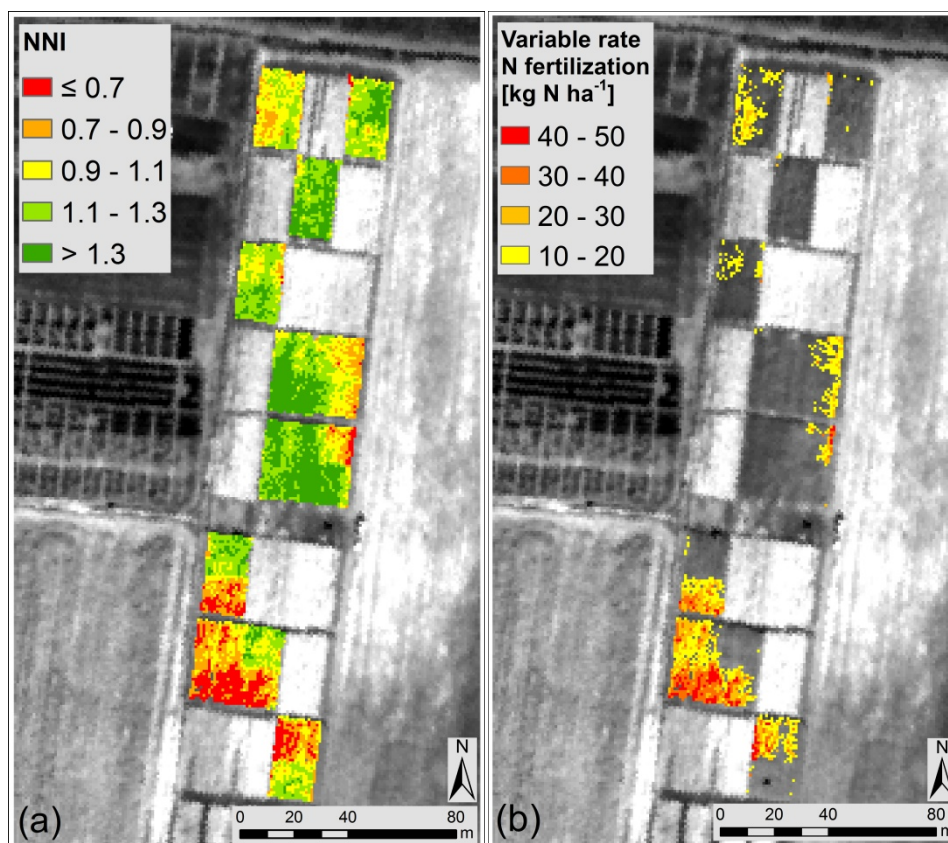 NNI
≤ 0.7
0.7 - 0.9
0.9 - 1.1
1.1 - 1.3
> 1.3
N
(a)
0 20 40 80
m
Variable rate
N fertilization
[kg N ha⁻¹]
40 - 50
30 - 40
20 - 30
10 - 20
N
(b)
0 20 40 80
m